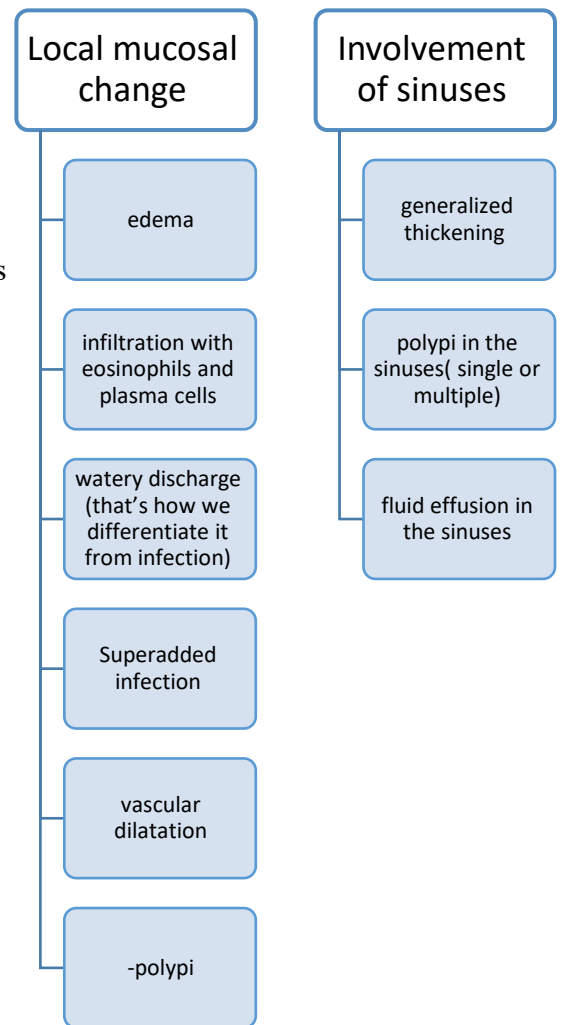 Local mucosal
change
edema
s
infiltration with
eosinophils and
plasma cells
watery discharge
(that's how we
differentiate it
from infection)
Superadded
infection
vascular
dilatation
-polypi
Involvement
of sinuses
generalized
thickening
polypi in the
sinuses( single or
multiple)
fluid effusion in
the sinuses